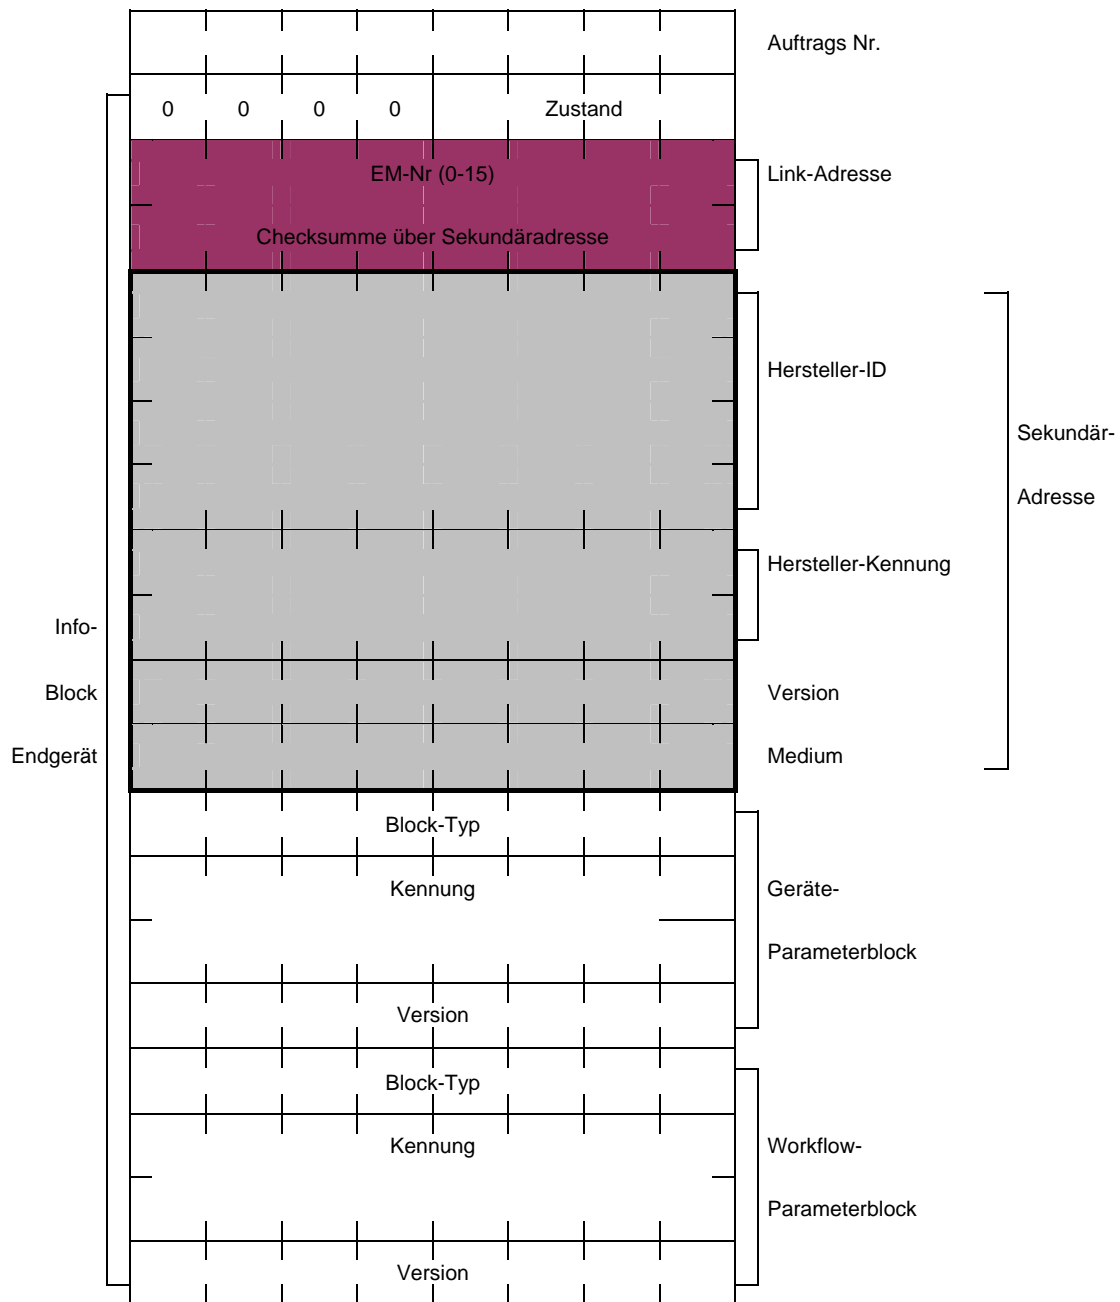 Auftrags Nr.
0 0 0 0 Zustand
EM-Nr (0-15) Link-Adresse
Checksumme über Sekundäradresse
Hersteller-ID
Sekundär-
Adresse
Hersteller-Kennung
Info-
Block Version
Endgerät Medium
Block-Typ
Kennung Geräte-
Parameterblock
Version
Block-Typ
Kennung Workflow-
Parameterblock
Version